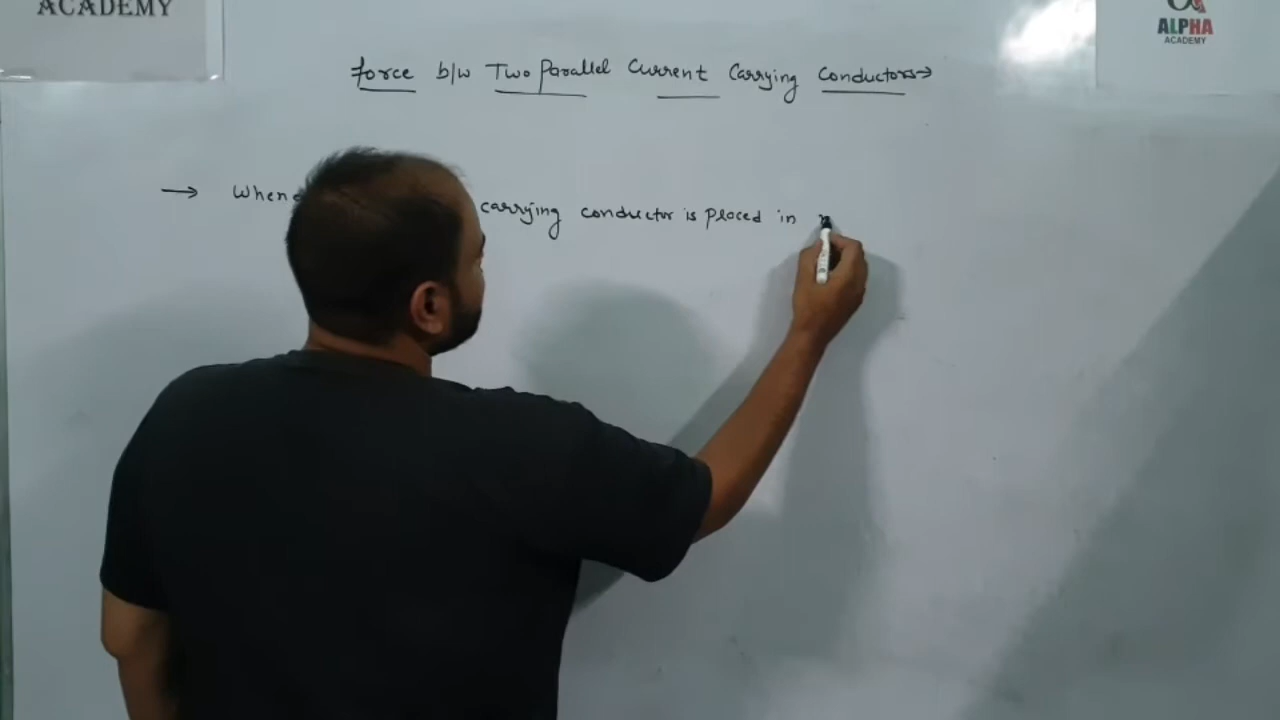 ACADEMY
ALPHA
ACADEMY
force b/w Two Parallel Current Carrying Conductors→
→ When carrying conductor is placed in